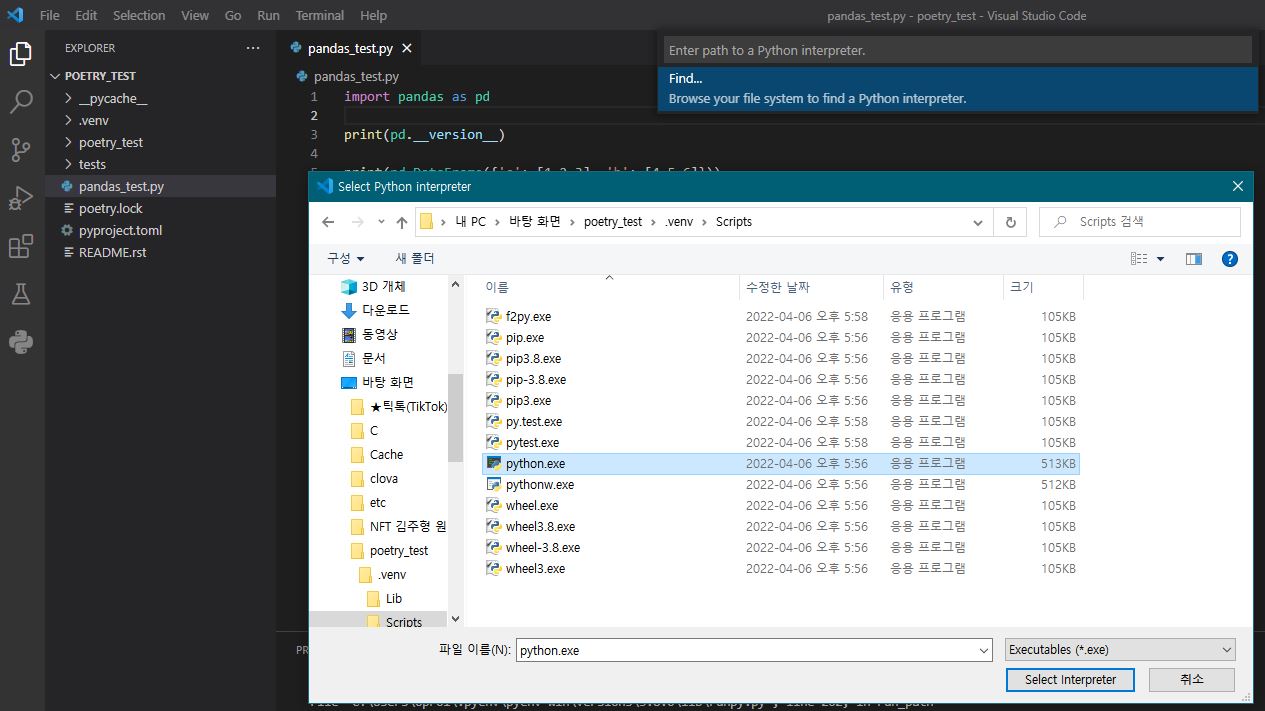 File Edit Selection View Go Run Terminal Help
pandas_test.py - poetry_test - Visual Studio Code
EXPLORER
POETRY_TEST
__pycache__
.venv
poetry_test
tests
pandas_test.py
poetry.lock
pyproject.toml
README.rst
pandas_test.py
pandas_test.py
1 import pandas as pd
2
3 print(pd.__version__)
4
Enter path to a Python interpreter.
Find...
Browse your file system to find a Python interpreter.
Select Python interpreter
내 PC > 바탕 화면 > poetry_test > .venv > Scripts
Scripts 검색
구성 새 폴더
3D 개체
다운로드
동영상
문서
바탕 화면
★틱톡(TikTok)
C
Cache
clova
etc
NFT 김주형 원
poetry_test
.venv
Lib
Scripts
이름 수정한 날짜 유형 크기
f2py.exe 2022-04-06 오후 5:58 응용 프로그램 105KB
pip.exe 2022-04-06 오후 5:56 응용 프로그램 105KB
pip3.8.exe 2022-04-06 오후 5:56 응용 프로그램 105KB
pip-3.8.exe 2022-04-06 오후 5:56 응용 프로그램 105KB
pip3.exe 2022-04-06 오후 5:56 응용 프로그램 105KB
py.test.exe 2022-04-06 오후 5:58 응용 프로그램 105KB
pytest.exe 2022-04-06 오후 5:58 응용 프로그램 105KB
python.exe 2022-04-06 오후 5:56 응용 프로그램 513KB
pythonw.exe 2022-04-06 오후 5:56 응용 프로그램 512KB
wheel.exe 2022-04-06 오후 5:56 응용 프로그램 105KB
wheel3.8.exe 2022-04-06 오후 5:56 응용 프로그램 105KB
wheel-3.8.exe 2022-04-06 오후 5:56 응용 프로그램 105KB
wheel3.exe 2022-04-06 오후 5:56 응용 프로그램 105KB
파일 이름(N): python.exe
Executables (*.exe)
Select Interpreter 취소
PR